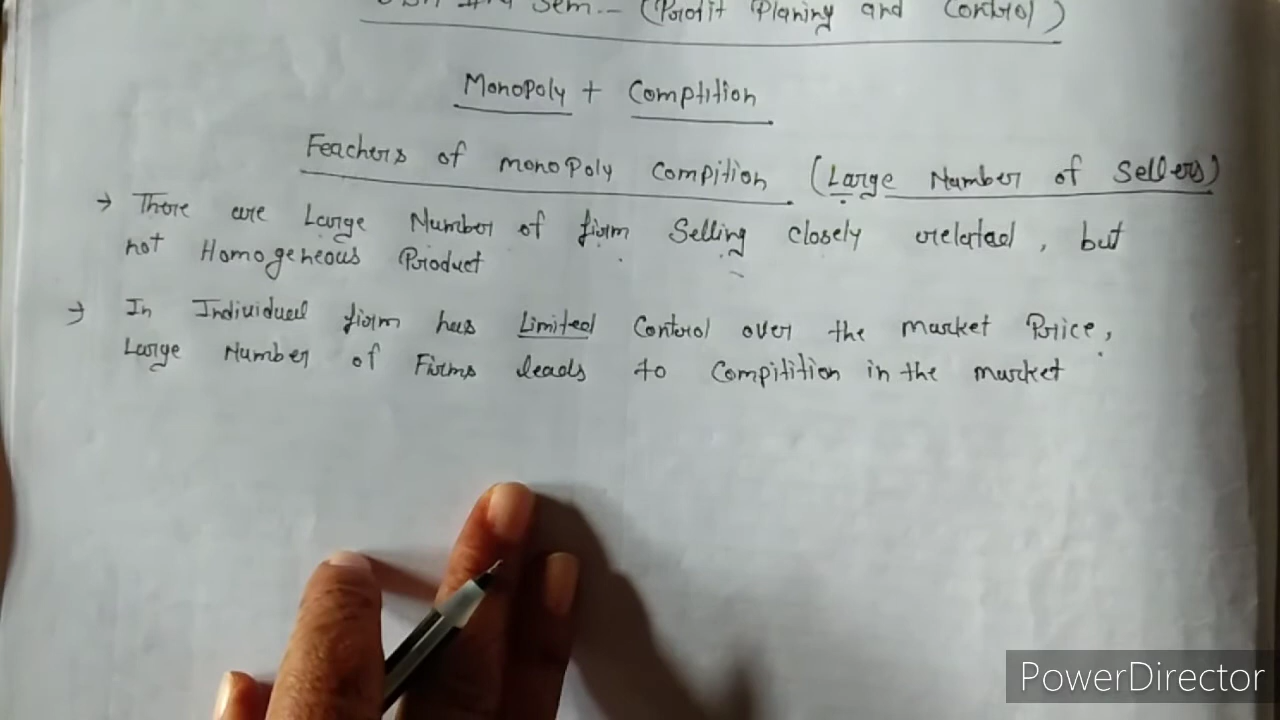 Sem.- (Profit Planing and Control)
Monopoly + Comptition
Feachers of monopoly compition (Large Number of Sellers)
→ There are Large Number of firm Selling closely related, but
not Homogeneous Product
→ In Individual firm has Limited Control over the market Price,
Large Number of Firms leads to Compitition in the market
PowerDirector